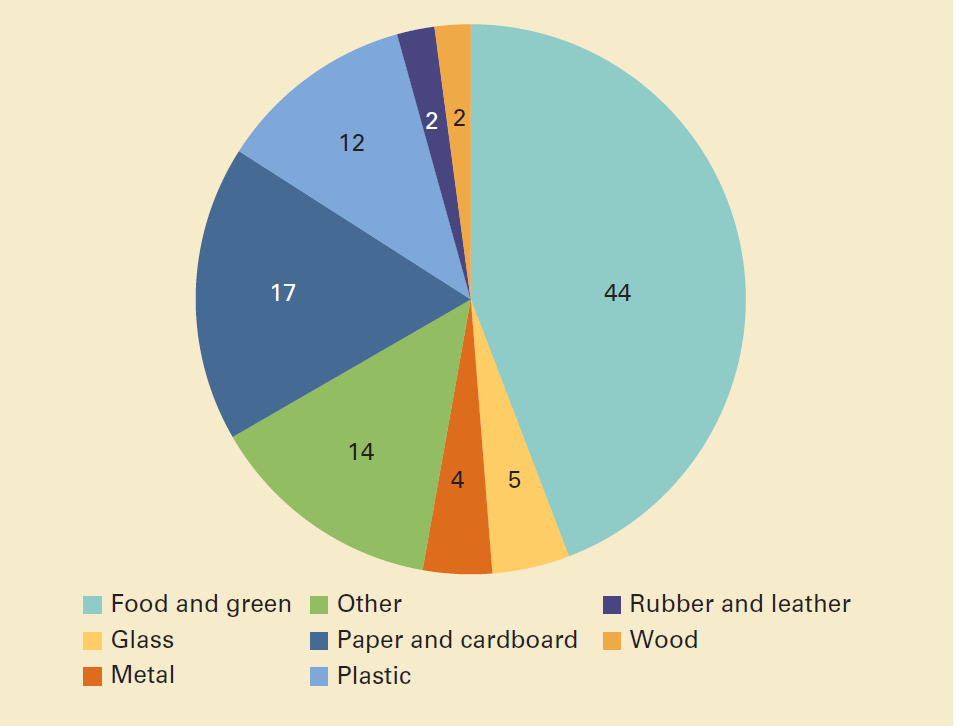 2
2
12
44
17
14
4
5
Food and green
Other
Rubber and leather
Glass
Paper and cardboard
Wood
Metal
Plastic